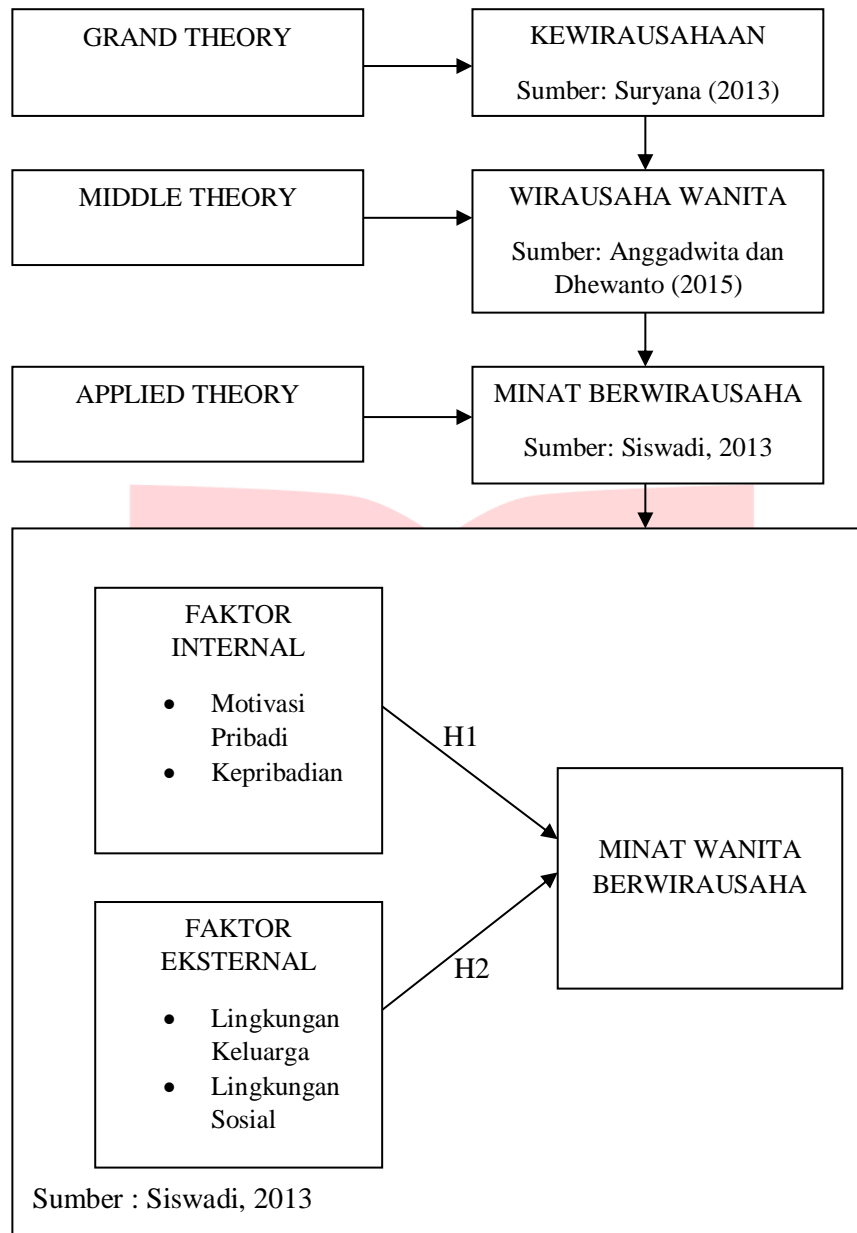 GRAND THEORY
KEWIRAUSAHAAN
Sumber: Suryana (2013)
MIDDLE THEORY
WIRAUSAHA WANITA
Sumber: Anggadwita dan
Dhewanto (2015)
APPLIED THEORY
MINAT BERWIRAUSAHA
Sumber: Siswadi, 2013
FAKTOR
INTERNAL
• Motivasi
Pribadi
• Kepribadian
H1
MINAT WANITA
BERWIRAUSAHA
FAKTOR
EKSTERNAL
• Lingkungan
Keluarga
• Lingkungan
Sosial
H2
Sumber : Siswadi, 2013